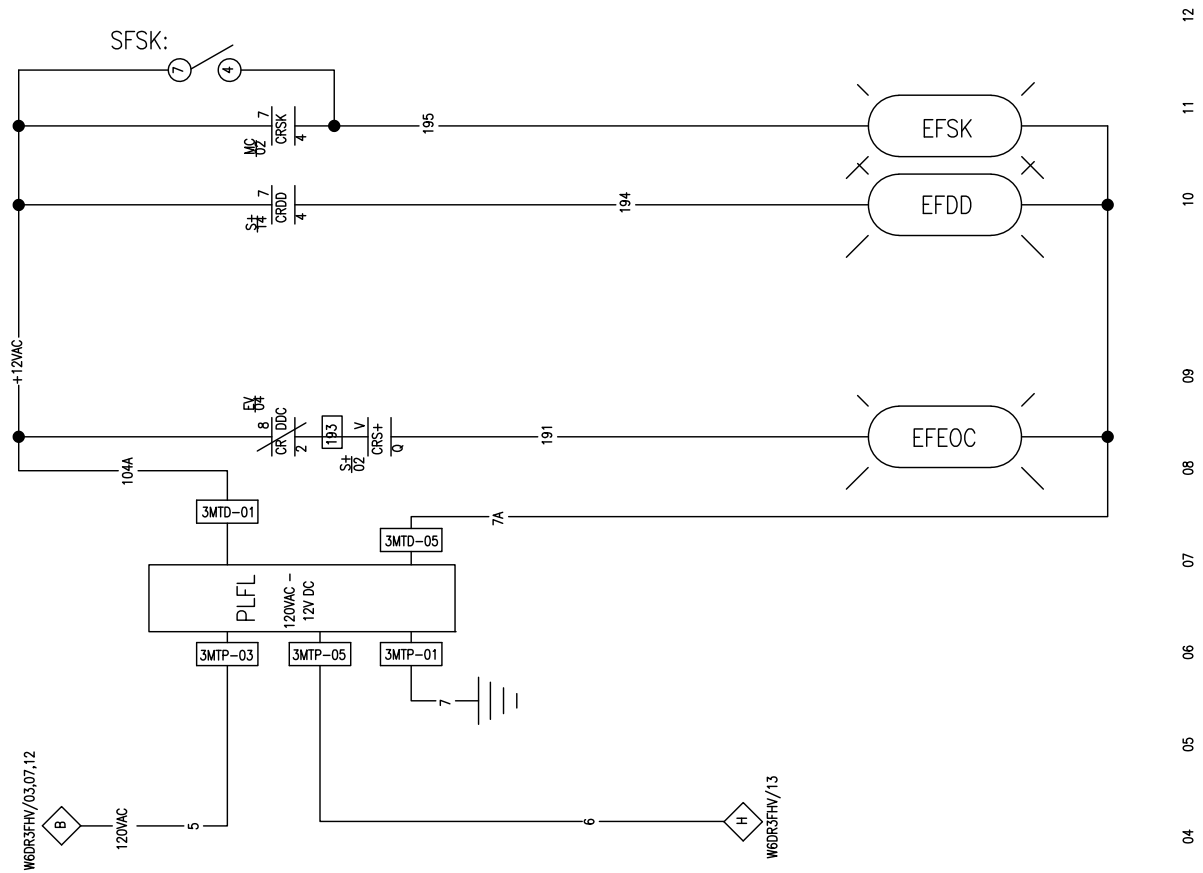 12
SFSK:
7
4
11
MC
02
7
CRSK
4
195
EFSK
10
S+
14
7
CRDD
4
194
EFDD
+12VAC
09
EV
04
8
CR DDC
2
193
S+
02
V
CRS+
Q
191
EFEOC
08
104A
3MTD-01
7A
3MTD-05
07
PLFL
120VAC -
12V DC
06
3MTP-03
3MTP-05
3MTP-01
7
05
W6DR3FHV/03,07,12
B
120VAC
5
6
H
W6DR3FHV/13
04